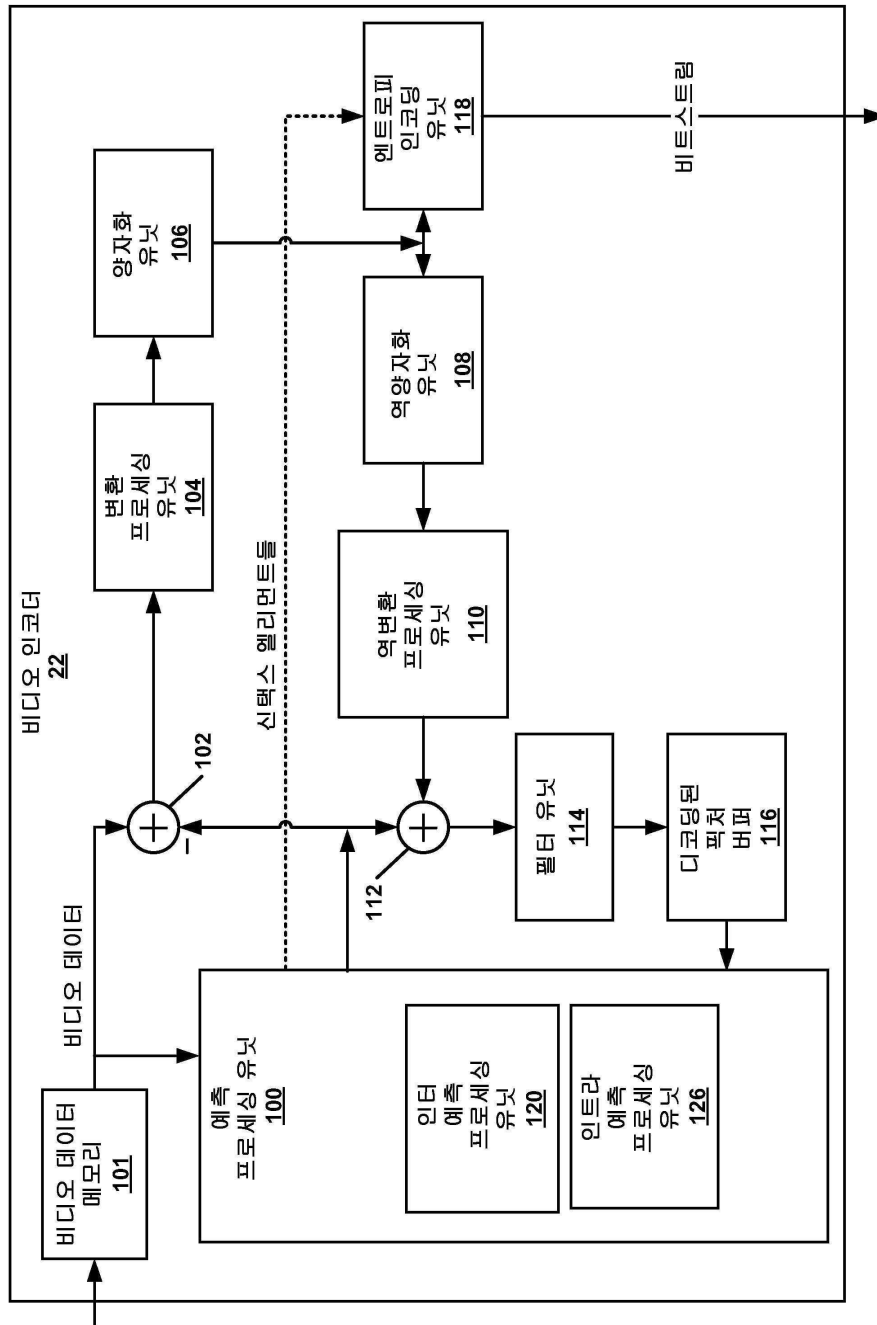 비디오 인코더
22
비디오 데이터
메모리
101
비디오 데이터
102
-
변환
프로세싱
유닛
104
양자화
유닛
106
신택스 엘리먼트들
예측
프로세싱 유닛
100
인터
예측
프로세싱
유닛
120
인트라
예측
프로세싱
유닛
126
112
역변환
프로세싱
유닛
110
역양자화
유닛
108
엔트로피
인코딩
유닛
118
필터 유닛
114
디코딩된
픽처
버퍼
116
비트스트림